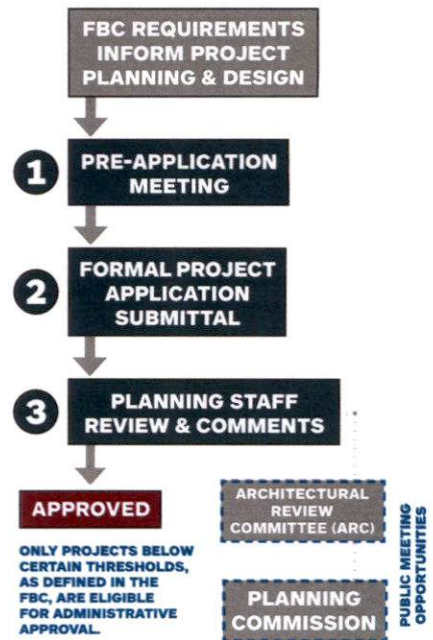 FBC REQUIREMENTS
INFORM PROJECT
PLANNING & DESIGN
1
PRE-APPLICATION
MEETING
2
FORMAL PROJECT
APPLICATION
SUBMITTAL
3
PLANNING STAFF
REVIEW & COMMENTS
APPROVED
ONLY PROJECTS BELOW
CERTAIN THRESHOLDS,
AS DEFINED IN THE
FBC, ARE ELIGIBLE
FOR ADMINISTRATIVE
APPROVAL.
ARCHITECTURAL
REVIEW
COMMITTEE (ARC)
PLANNING
COMMISSION
PUBLIC MEETING
OPPORTUNITIES